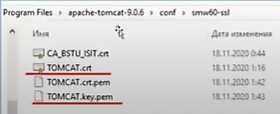 Program Files › apache-tomcat-9.0.6 › conf › smw60-ssl
Имя
Дата изменения
CA_BSTU_ISIT.crt 18.11.2020 0:44
TOMCAT.crt 18.11.2020 1:16
TOMCAT.crt.pem 18.11.2020 1:42
TOMCAT.key.pem 18.11.2020 1:43